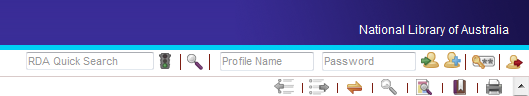 National Library of Australia
RDA Quick Search Profile Name Password